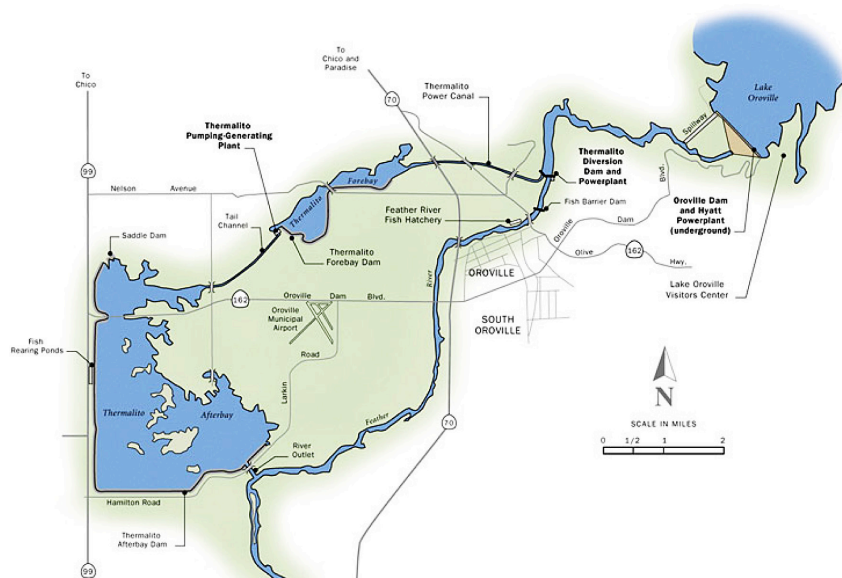 To
Chico and
Paradise
70
Thermalito
Power Canal
Lake
Oroville
Spillway
To
Chico
99
Thermalito
Pumping-Generating
Plant
Forebay
Thermalito
Thermalito
Diversion
Dam and
Powerplant
Blvd.
Nelson Avenue
99
Tail
Channel
Feather River
Fish Hatchery
Fish Barrier Dam
Oroville Dam
Oroville Dam
and Hyatt
Powerplant
(underground)
Saddle Dam
Thermalito
Forebay Dam
OROVILLE
Olive
162
Hwy.
River
Lake Oroville
Visitors Center
162
Oroville Dam Blvd.
Oroville
Municipal
Airport
SOUTH
OROVILLE
Fish
Rearing Ponds
Road
Larkin
N
Thermalito Afterbay
Feather
70
SCALE IN MILES
0 1/2 1 2
River
Outlet
Hamilton Road
Thermalito
Afterbay Dam
99